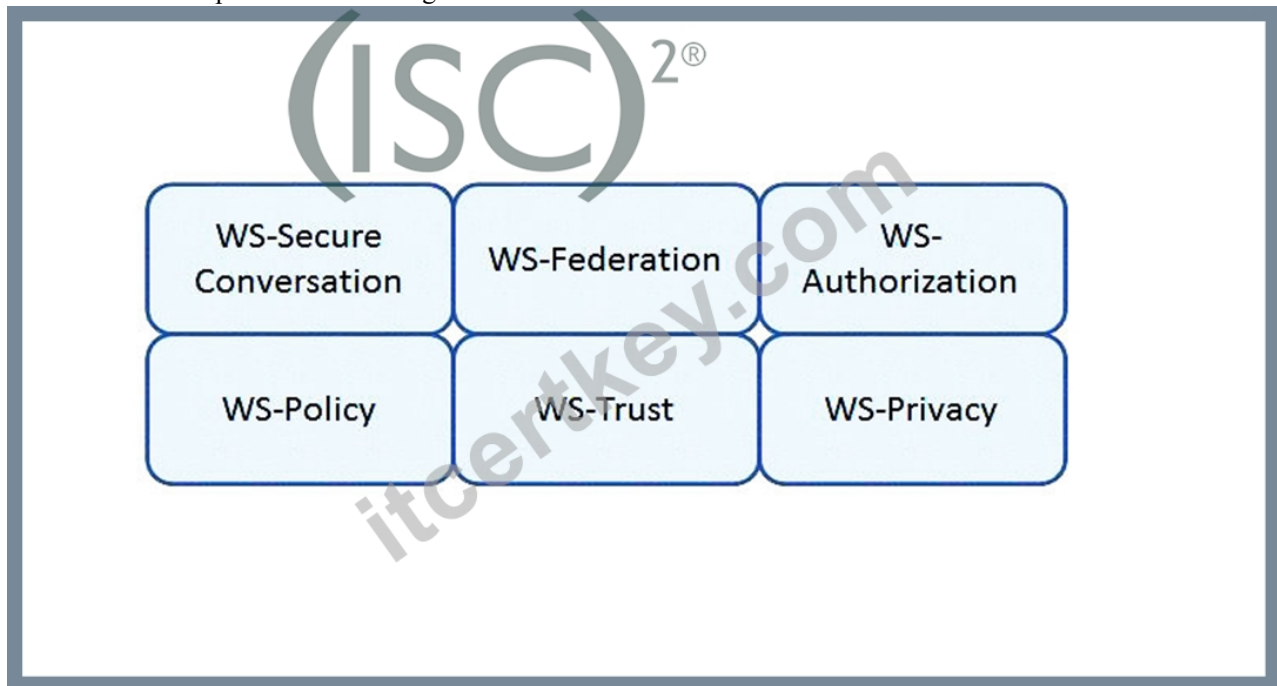 (ISC)2®
WS-Secure
Conversation
WS-Federation
WS-
Authorization
WS-Policy
WS-Trust
WS-Privacy
itcertkey.com